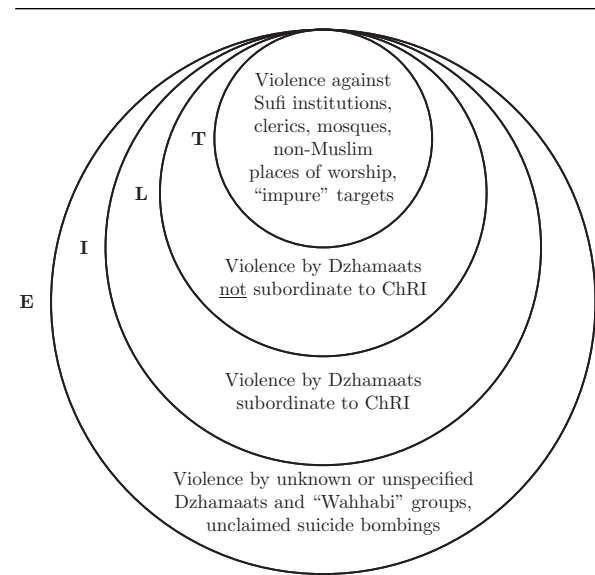 Violence against
Sufi institutions,
clerics, mosques,
non-Muslim
places of worship,
“impure” targets
T
L
Violence by Dzhamaats
not subordinate to ChRI
I
Violence by Dzhamaats
subordinate to ChRI
E
Violence by unknown or unspecified
Dzhamaats and “Wahhabi” groups,
unclaimed suicide bombings